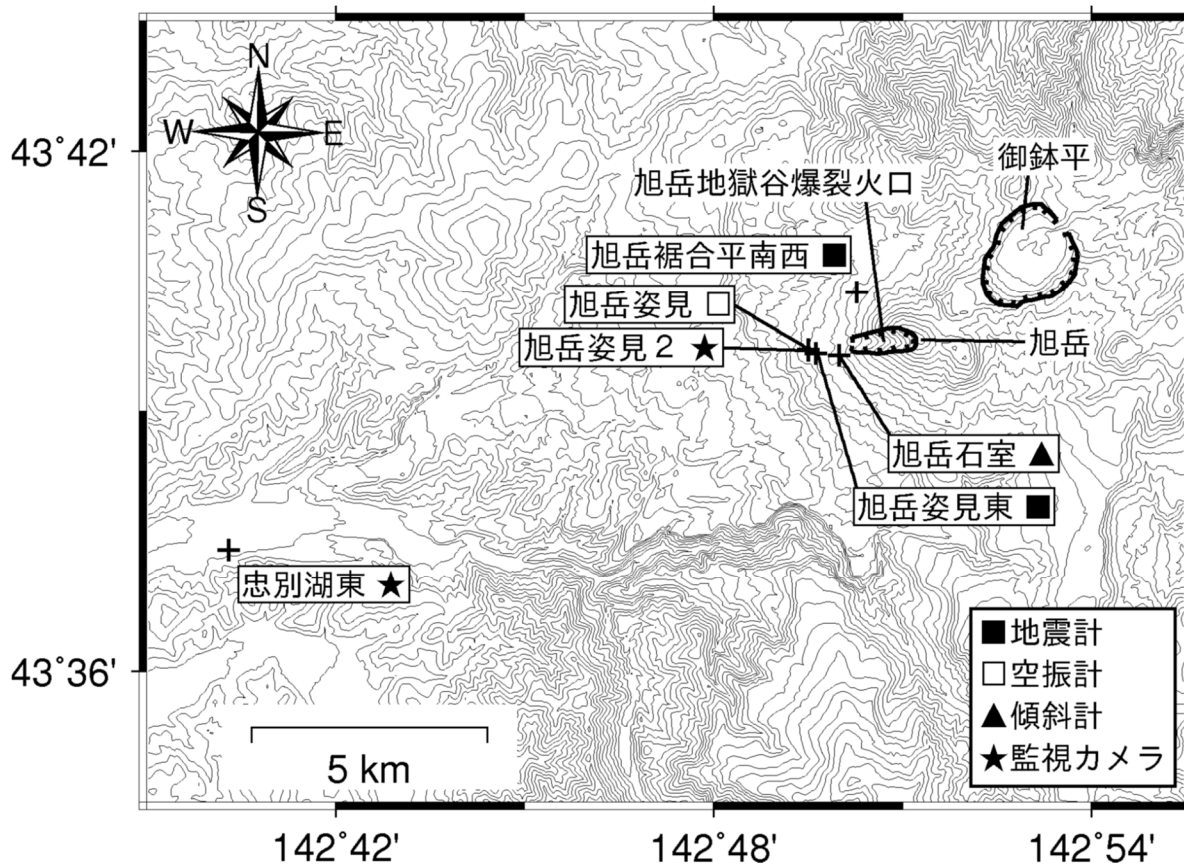 N
W E
S
43°42'
御鉢平
旭岳地獄谷爆裂火口
旭岳裾合平南西 ■
旭岳姿見 □
旭岳姿見2 ★
旭岳
旭岳石室 ▲
旭岳姿見東 ■
忠別湖東 ★
43°36'
■地震計
□空振計
▲傾斜計
★監視カメラ
5 km
142°42' 142°48' 142°54'